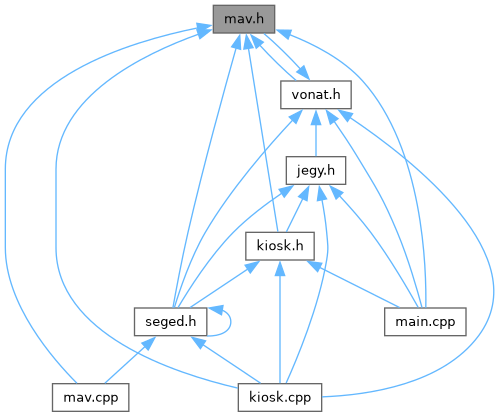 mav.h
vonat.h
jegy.h
kiosk.h
seged.h
main.cpp
mav.cpp
kiosk.cpp